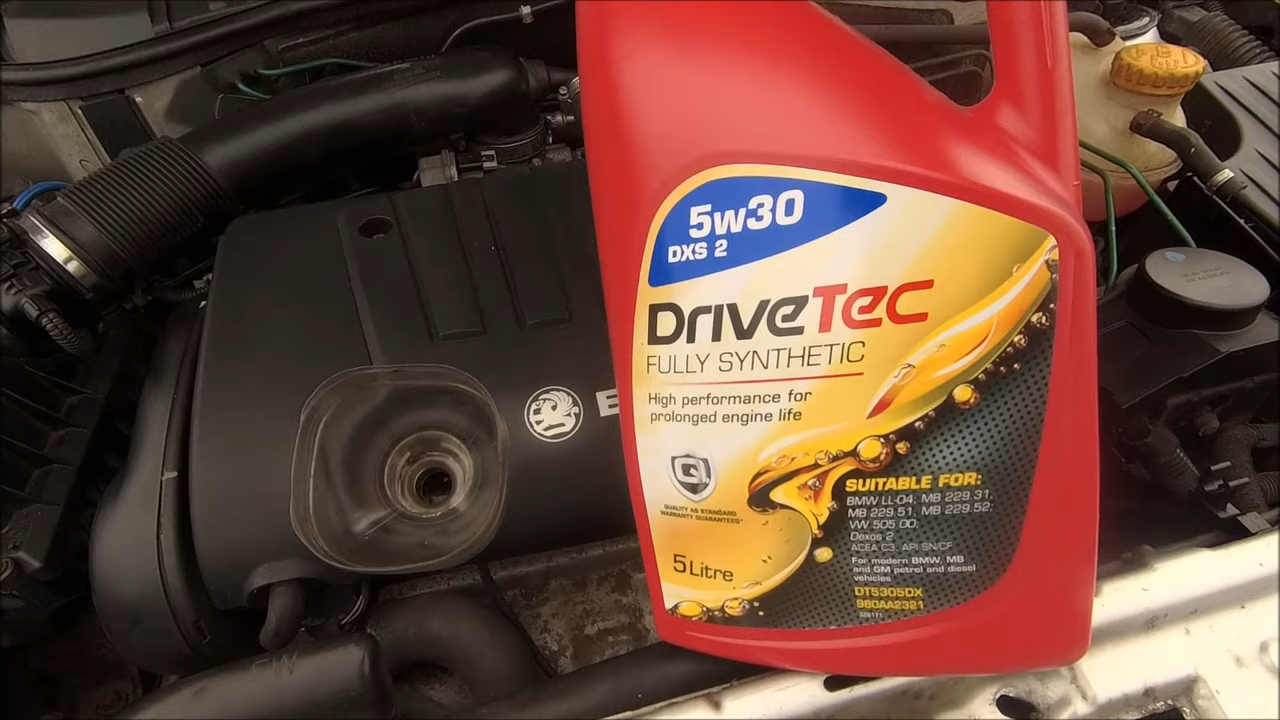 5w30
DXS 2
DriveTec
FULLY SYNTHETIC
High performance for
prolonged engine life
Q
QUALITY AS STANDARD
WARRANTY GUARANTEED*
5 Litre
SUITABLE FOR:
BMW LL-04; MB 229.31,
MB 229.51, MB 229.52;
VW 505 00;
Dexos 2
ACEA C3, API SN/CF
For modern BMW, MB
and GM petrol and diesel
vehicles
DT5305DX
980AA2321
E